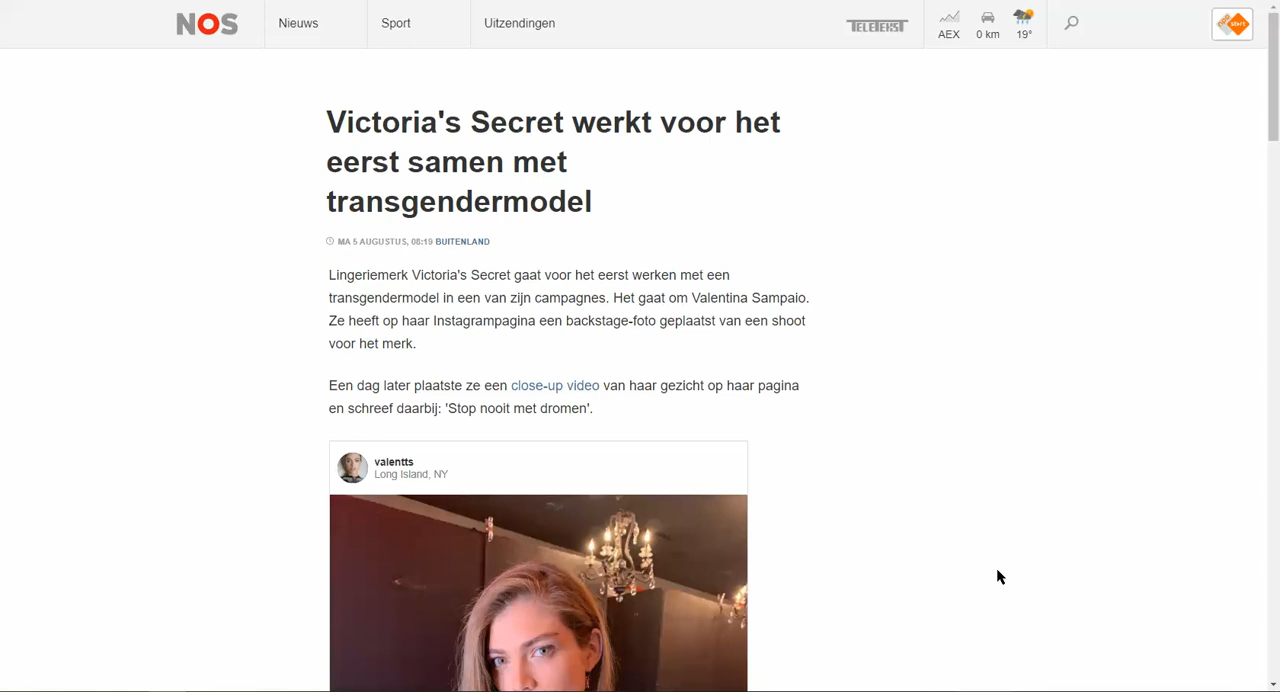 NOS Nieuws Sport Uitzendingen TELETEKST AEX 0 km 19° start
Victoria's Secret werkt voor het
eerst samen met
transgendermodel
MA 5 AUGUSTUS, 08:19 BUITENLAND
Lingeriemerk Victoria's Secret gaat voor het eerst werken met een
transgendermodel in een van zijn campagnes. Het gaat om Valentina Sampaio.
Ze heeft op haar Instagrampagina een backstage-foto geplaatst van een shoot
voor het merk.
Een dag later plaatste ze een close-up video van haar gezicht op haar pagina
en schreef daarbij: 'Stop nooit met dromen'.
valentts
Long Island, NY